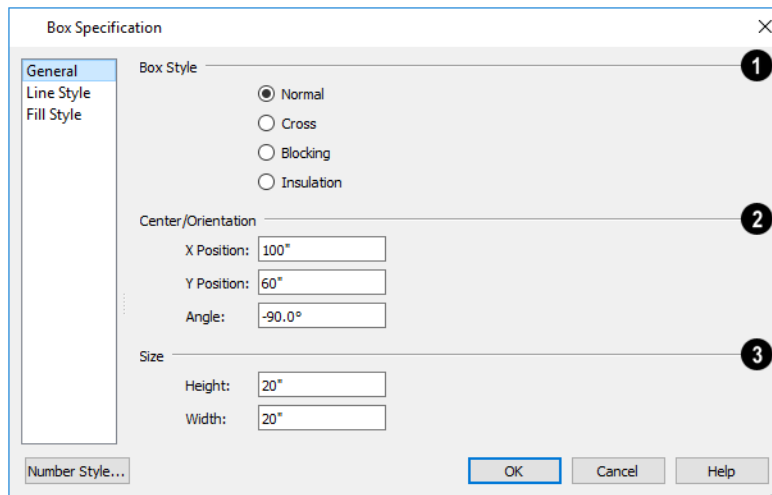 Box Specification
General
Line Style
Fill Style
Box Style
1
Normal
Cross
Blocking
Insulation
Center/Orientation
2
X Position: 100"
Y Position: 60"
Angle: -90.0°
Size
3
Height: 20"
Width: 20"
Number Style...
OK
Cancel
Help